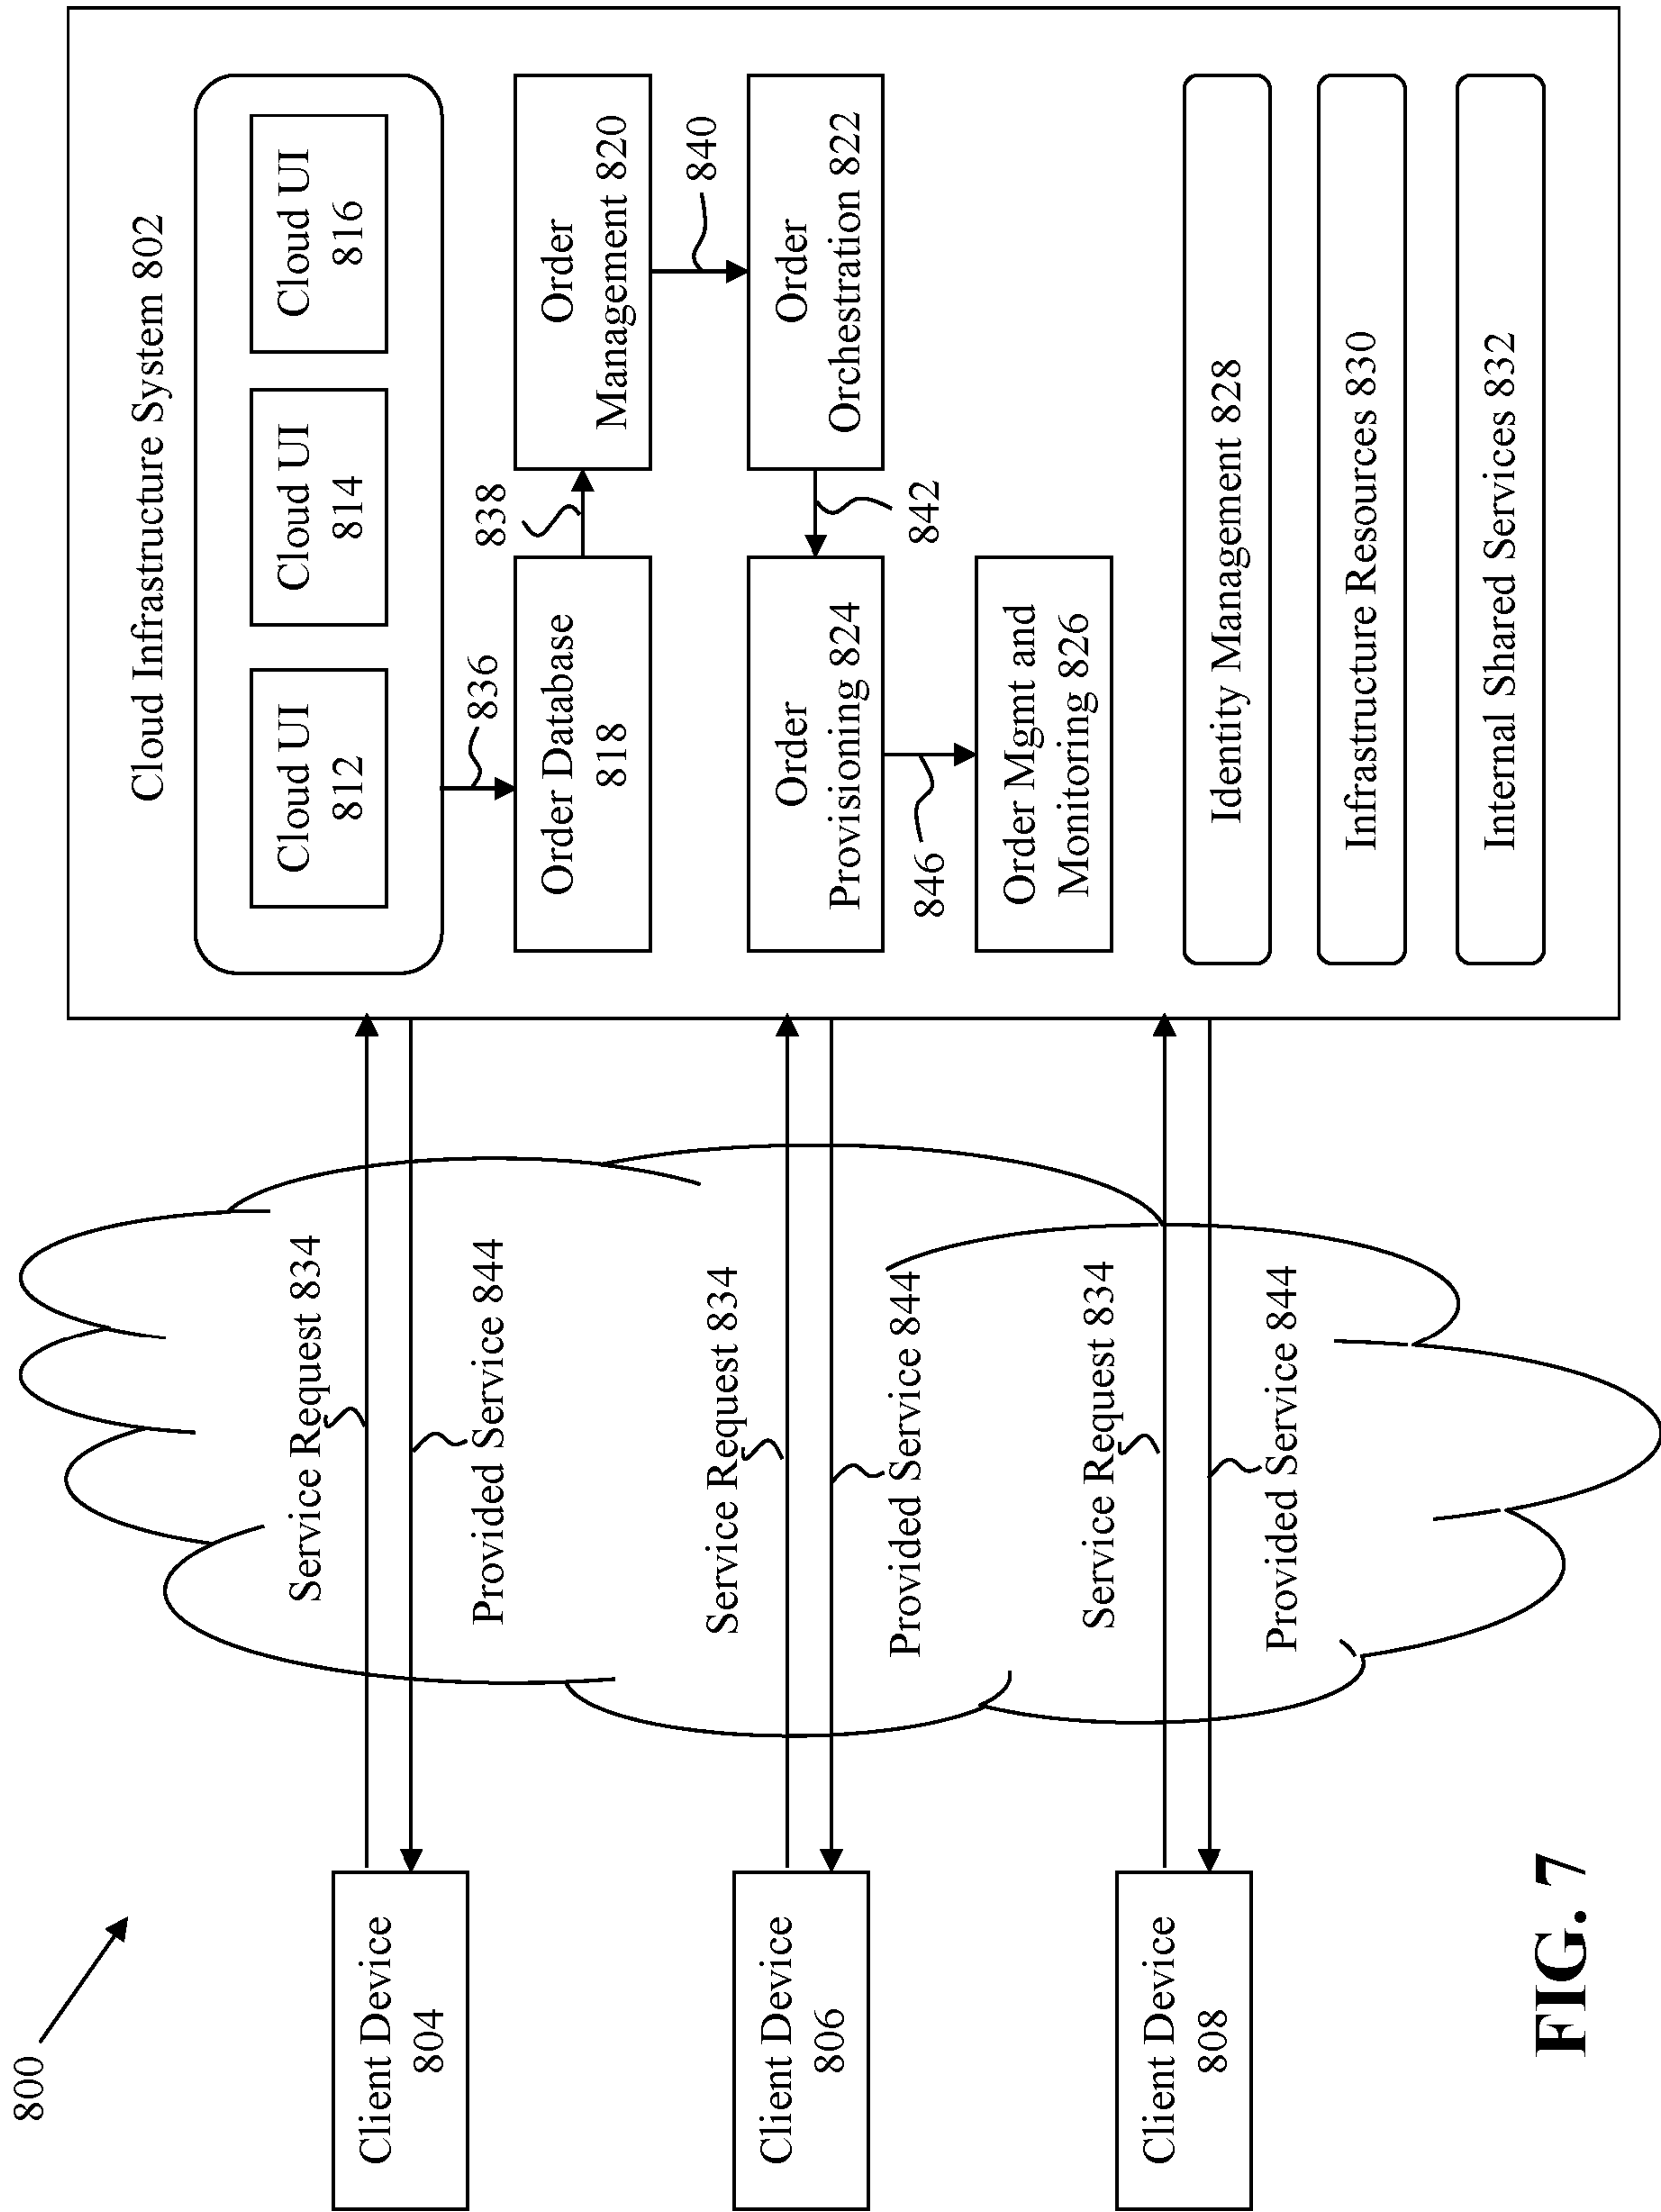 800
Cloud Infrastructure System 802
Cloud UI
812
Cloud UI
814
Cloud UI
816
836
Order Database
818
838
Order
Management 820
840
Order
Orchestration 822
842
Order
Provisioning 824
846
Order Mgmt and
Monitoring 826
Identity Management 828
Infrastructure Resources 830
Internal Shared Services 832
Client Device
804
Service Request 834
Provided Service 844
Client Device
806
Service Request 834
Provided Service 844
Client Device
808
Service Request 834
Provided Service 844
FIG. 7